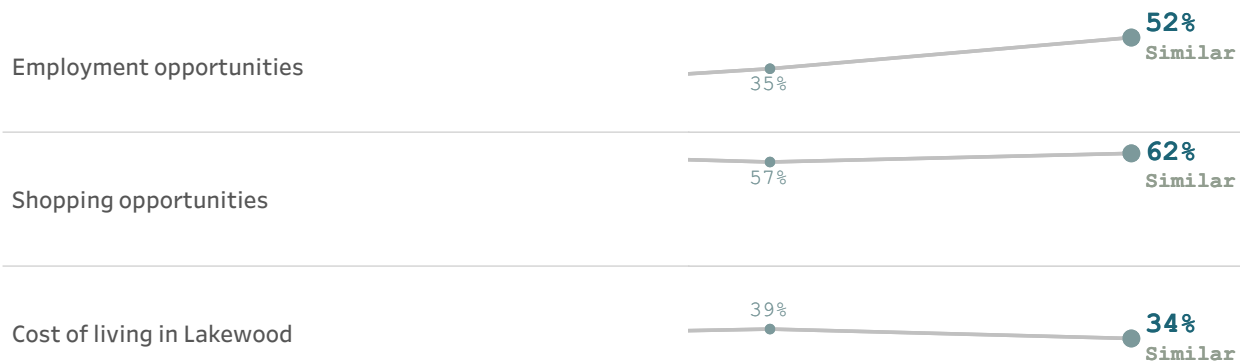 52%
Similar
Employment opportunities
35%
62%
Similar
57%
Shopping opportunities
39%
34%
Cost of living in Lakewood
Similar